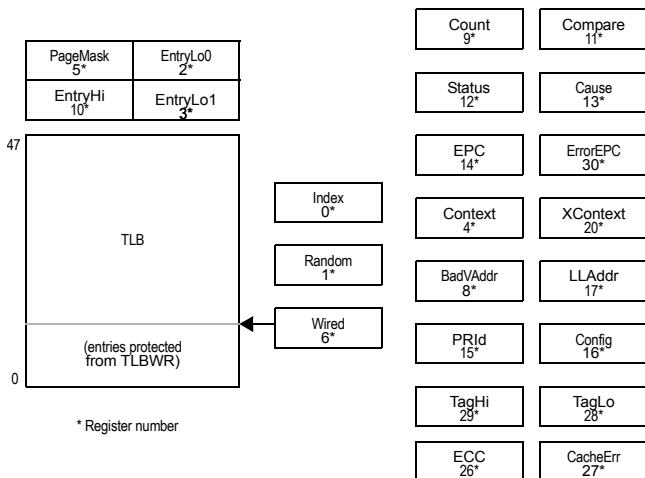 PageMask
5*
EntryLo0
2*
EntryHi
10*
EntryLo1
3*
47
TLB
(entries protected
from TLBWR)
0
* Register number
Index
0*
Random
1*
Wired
6*
Count
9*
Compare
11*
Status
12*
Cause
13*
EPC
14*
ErrorEPC
30*
Context
4*
XContext
20*
BadVAddr
8*
LLAddr
17*
PRId
15*
Config
16*
TagHi
29*
TagLo
28*
ECC
26*
CacheErr
27*